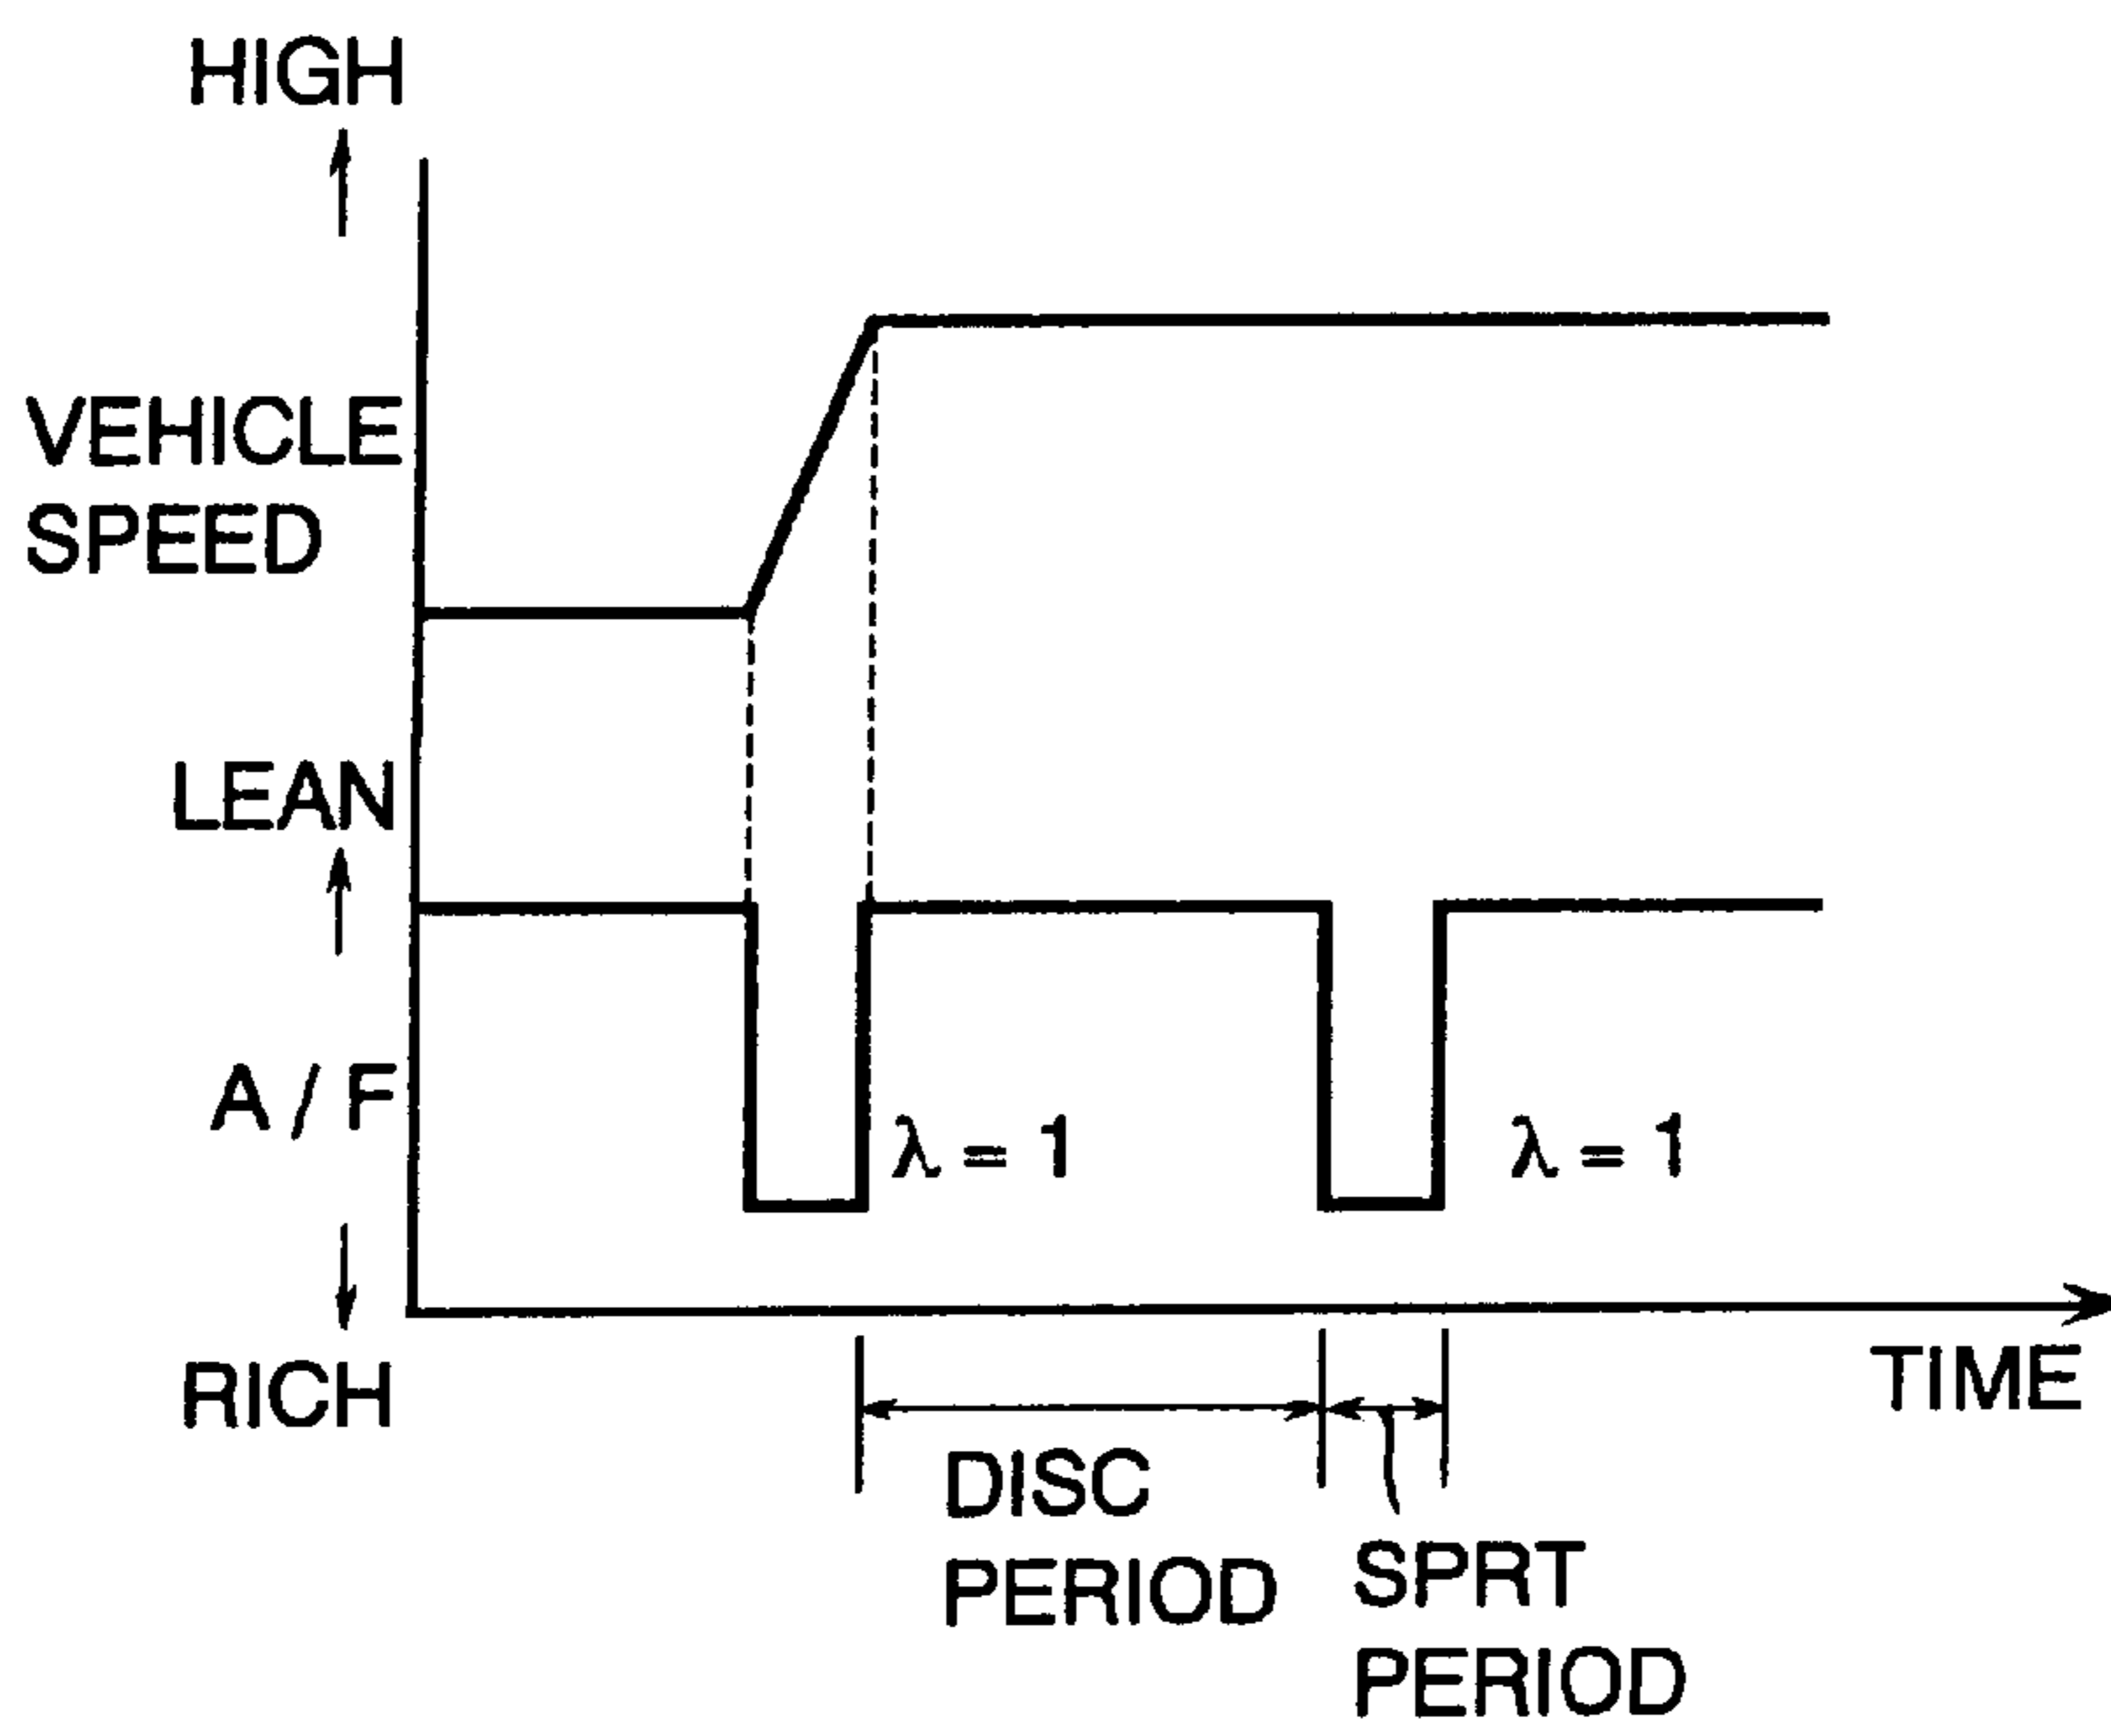 HIGH
VEHICLE
SPEED
LEAN
A / F
λ = 1
λ = 1
RICH
TIME
DISC
PERIOD
SPRT
PERIOD